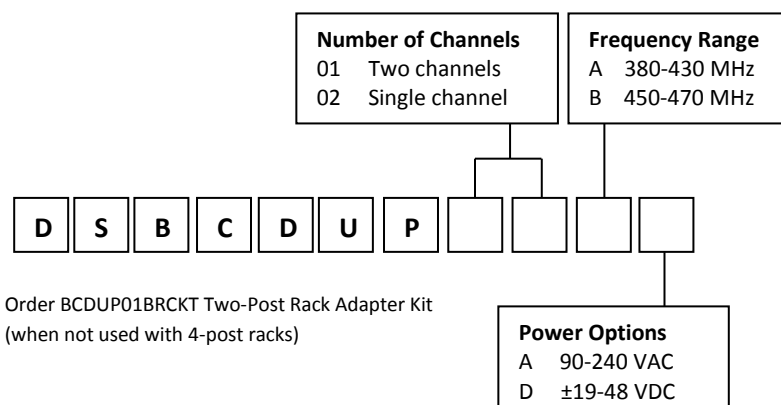 Number of Channels
01 Two channels
02 Single channel
Frequency Range
A 380-430 MHz
B 450-470 MHz
D S B C D U P
Order BCDUP01BRCKT Two-Post Rack Adapter Kit
(when not used with 4-post racks)
Power Options
A 90-240 VAC
D ±19-48 VDC